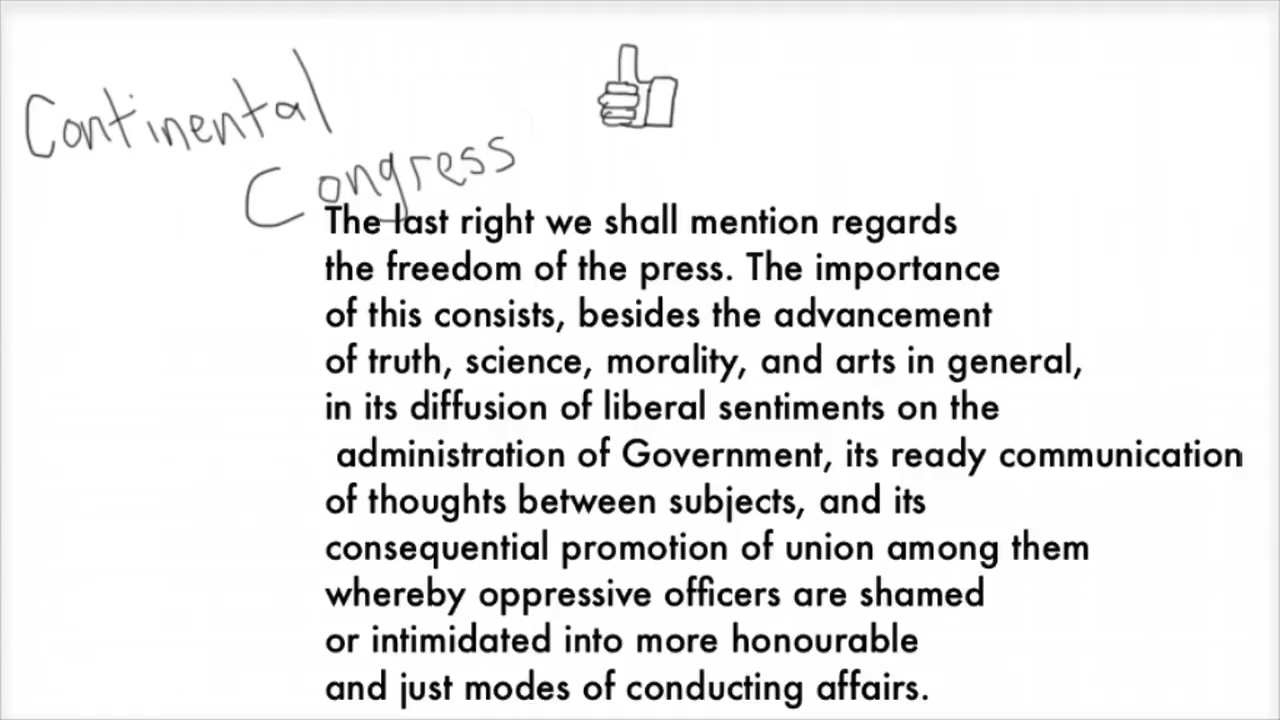 Continental
Congress
The last right we shall mention regards
the freedom of the press. The importance
of this consists, besides the advancement
of truth, science, morality, and arts in general,
in its diffusion of liberal sentiments on the
administration of Government, its ready communication
of thoughts between subjects, and its
consequential promotion of union among them
whereby oppressive officers are shamed
or intimidated into more honourable
and just modes of conducting affairs.